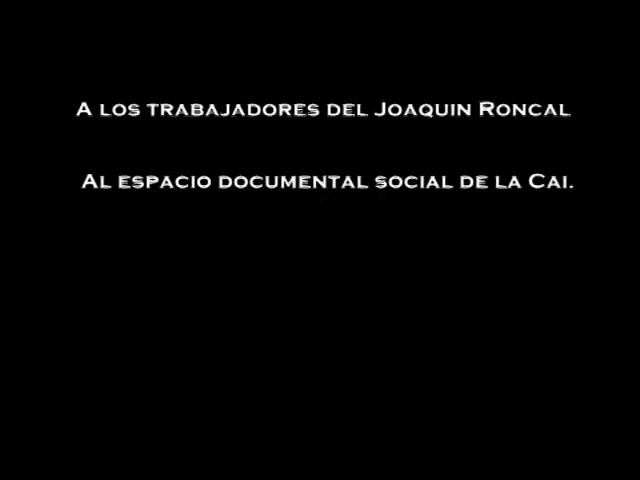 A los trabajadores del Joaquin Roncal
Al espacio documental social de la Cai.